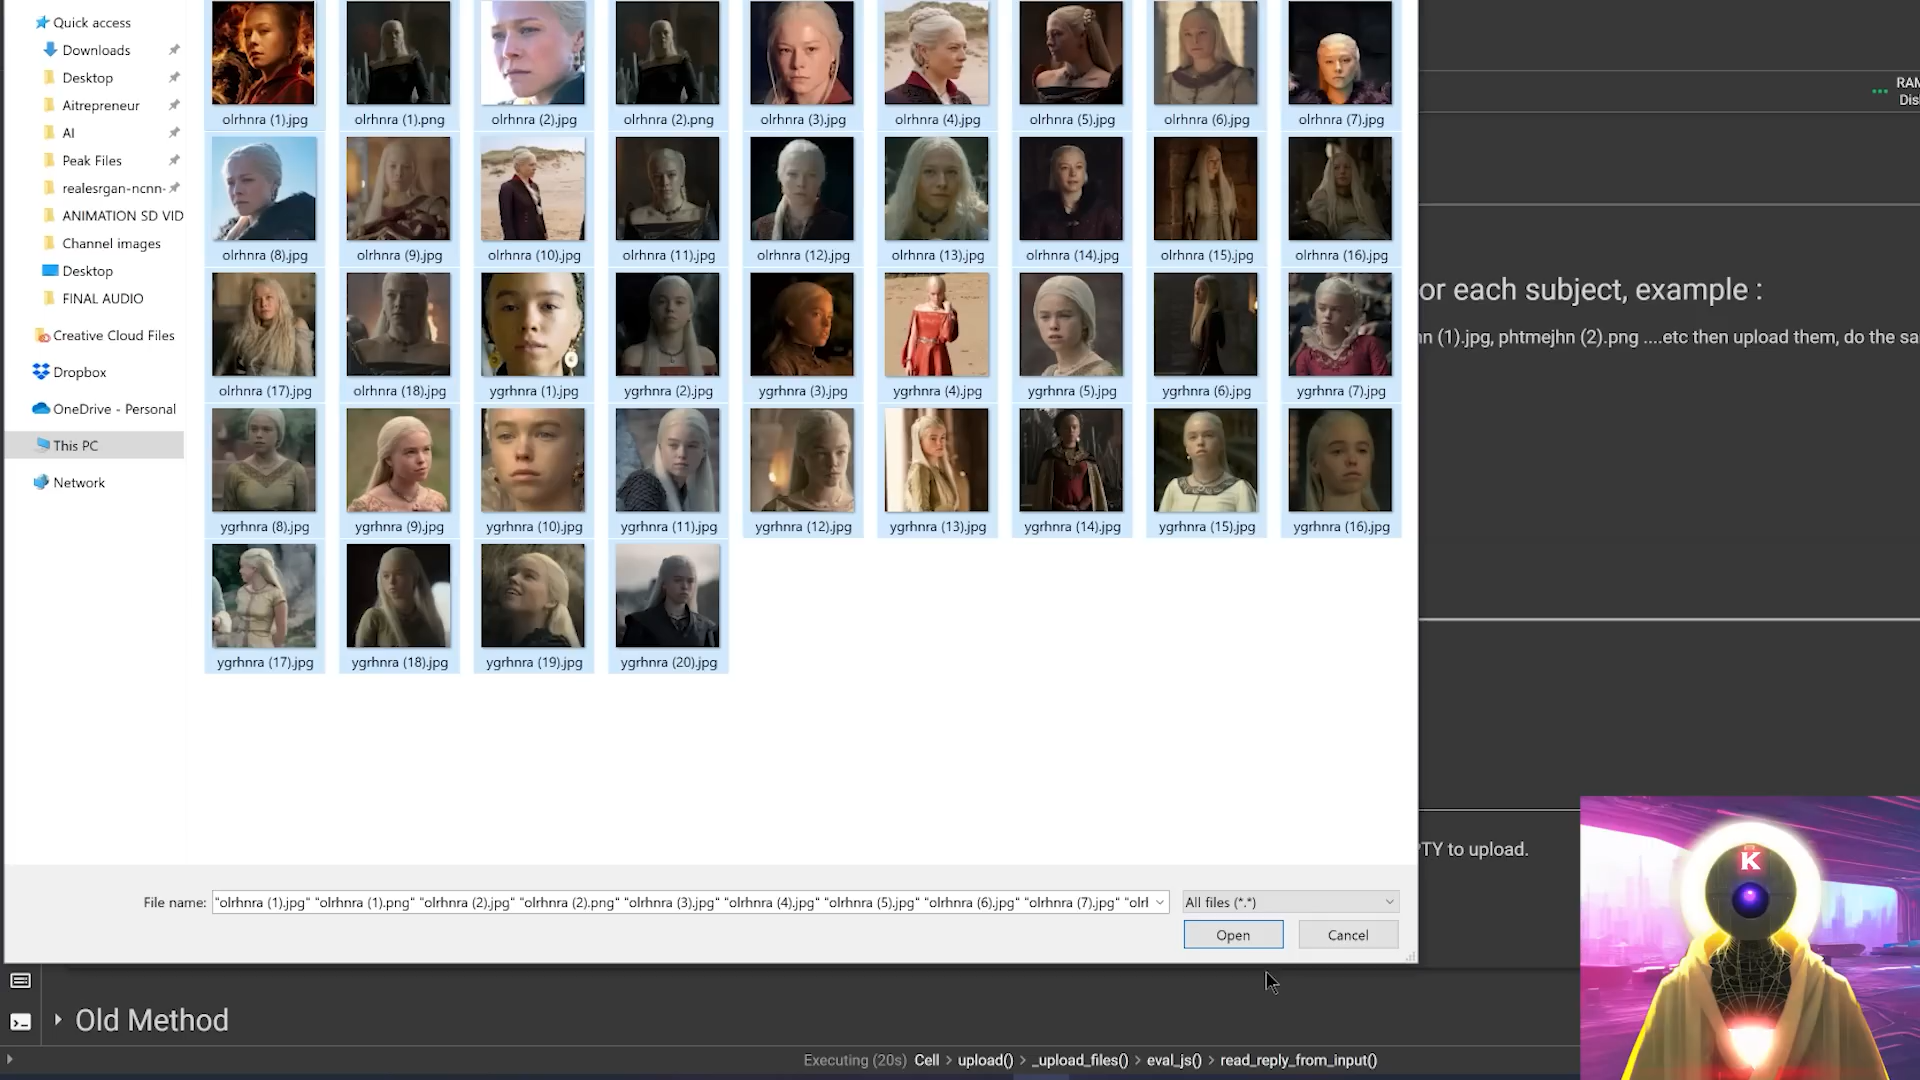 Quick access
Downloads
Desktop
Aitrepreneur
AI
Peak Files
realesrgan-ncnn-
ANIMATION SD VID
Channel images
Desktop
FINAL AUDIO
Creative Cloud Files
Dropbox
OneDrive - Personal
This PC
Network
olrhnra (1).jpg olrhnra (1).png olrhnra (2).jpg olrhnra (2).png olrhnra (3).jpg olrhnra (4).jpg olrhnra (5).jpg olrhnra (6).jpg olrhnra (7).jpg
olrhnra (8).jpg olrhnra (9).jpg olrhnra (10).jpg olrhnra (11).jpg olrhnra (12).jpg olrhnra (13).jpg olrhnra (14).jpg olrhnra (15).jpg olrhnra (16).jpg
olrhnra (17).jpg olrhnra (18).jpg ygrhnra (1).jpg ygrhnra (2).jpg ygrhnra (3).jpg ygrhnra (4).jpg ygrhnra (5).jpg ygrhnra (6).jpg ygrhnra (7).jpg
ygrhnra (8).jpg ygrhnra (9).jpg ygrhnra (10).jpg ygrhnra (11).jpg ygrhnra (12).jpg ygrhnra (13).jpg ygrhnra (14).jpg ygrhnra (15).jpg ygrhnra (16).jpg
ygrhnra (17).jpg ygrhnra (18).jpg ygrhnra (19).jpg ygrhnra (20).jpg
File name: "olrhnra (1).jpg" "olrhnra (1).png" "olrhnra (2).jpg" "olrhnra (2).png" "olrhnra (3).jpg" "olrhnra (4).jpg" "olrhnra (5).jpg" "olrhnra (6).jpg" "olrhnra (7).jpg" "olrl
All files (*.*)
Open Cancel
RAM
Dis
or each subject, example :
n (1).jpg, phtmejhn (2).png ....etc then upload them, do the sa
TY to upload.
K
Old Method
Executing (20s) Cell > upload() > _upload_files() > eval_js() > read_reply_from_input()